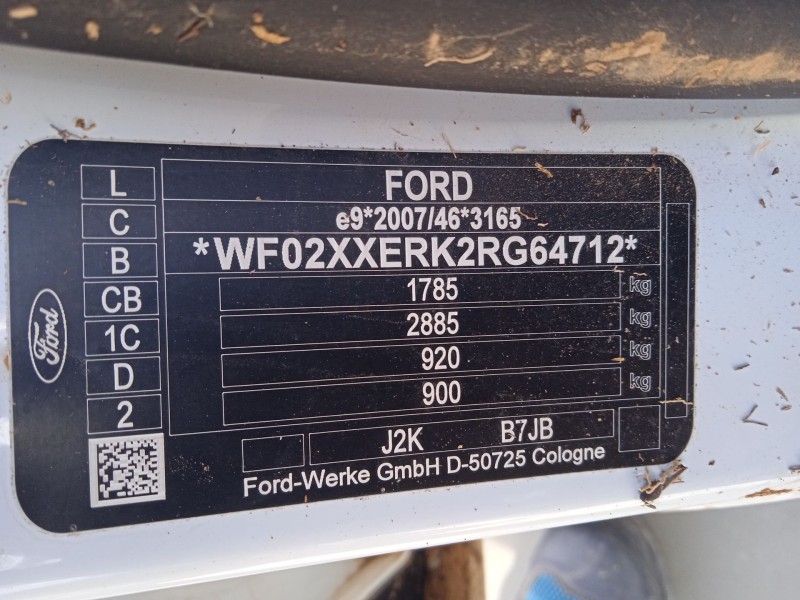 L
FORD
C
e9*2007/46*3165
B
*WF02XXERK2RG64712*
CB
1785 kg
1C
2885 kg
D
920 kg
2
900 kg
Ford
J2K B7JB
Ford-Werke GmbH D-50725 Cologne